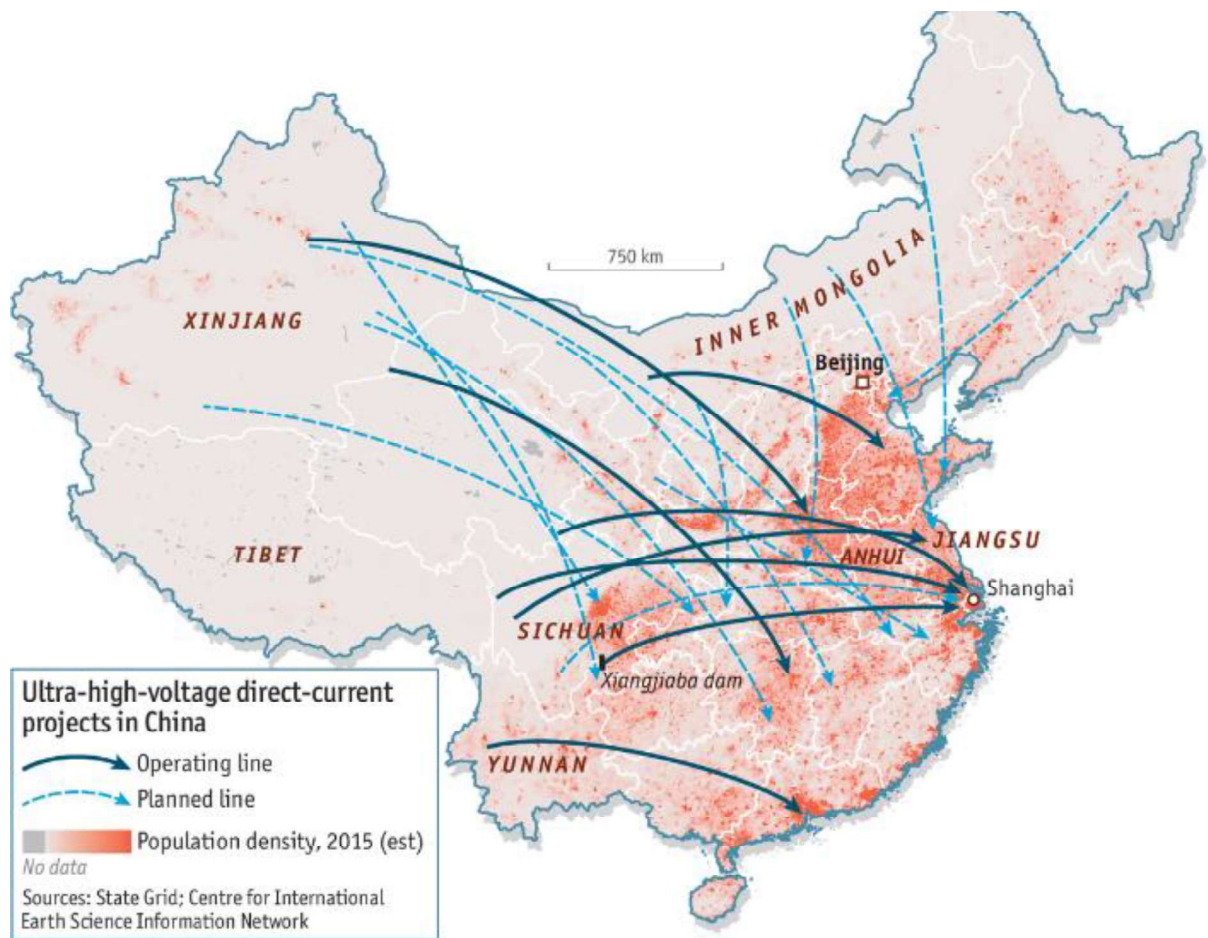 750 km
INNER MONGOLIA
XINJIANG
Beijing
TIBET
JIANGSU
ANHUI
Shanghai
SICHUAN
Xiangjiaba dam
YUNNAN
Ultra-high-voltage direct-current
projects in China
Operating line
Planned line
Population density, 2015 (est)
No data
Sources: State Grid; Centre for International
Earth Science Information Network